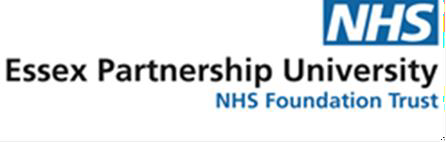 NHS
Essex Partnership University
NHS Foundation Trust